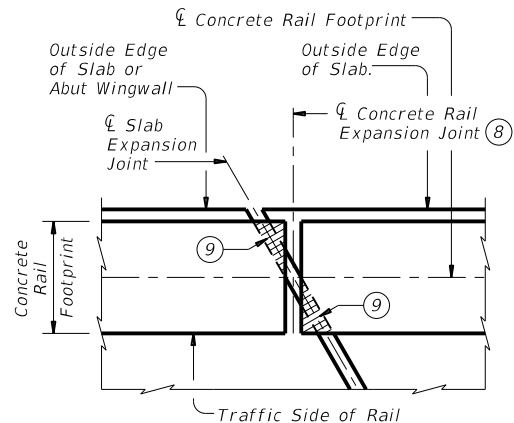 ℄ Concrete Rail Footprint
Outside Edge
of Slab or
Abut Wingwall
Outside Edge
of Slab.
℄ Slab
Expansion
Joint
℄ Concrete Rail
Expansion Joint 8
9
9
Concrete
Rail
Footprint
Traffic Side of Rail